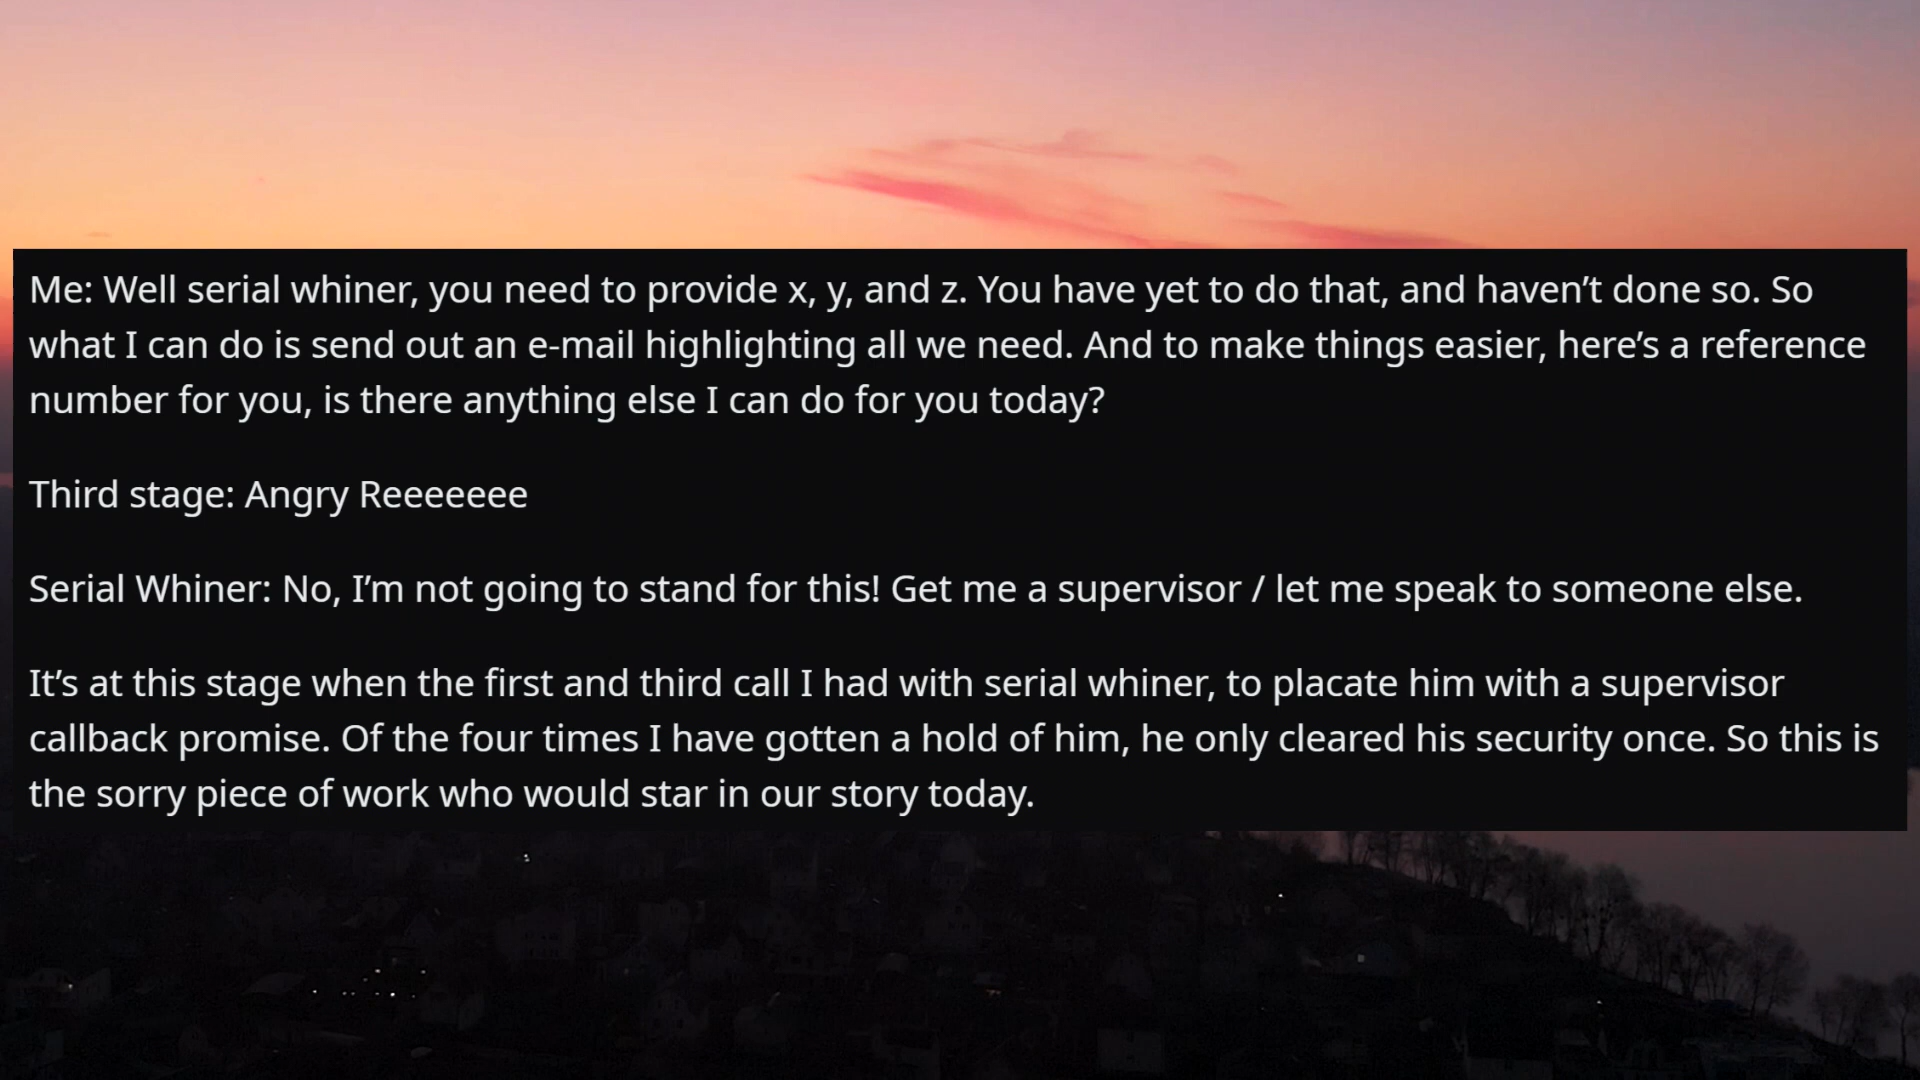 Me: Well serial whiner, you need to provide x, y, and z. You have yet to do that, and haven’t done so. So
what I can do is send out an e-mail highlighting all we need. And to make things easier, here’s a reference
number for you, is there anything else I can do for you today?
Third stage: Angry Reeeeeee
Serial Whiner: No, I’m not going to stand for this! Get me a supervisor / let me speak to someone else.
It’s at this stage when the first and third call I had with serial whiner, to placate him with a supervisor
callback promise. Of the four times I have gotten a hold of him, he only cleared his security once. So this is
the sorry piece of work who would star in our story today.